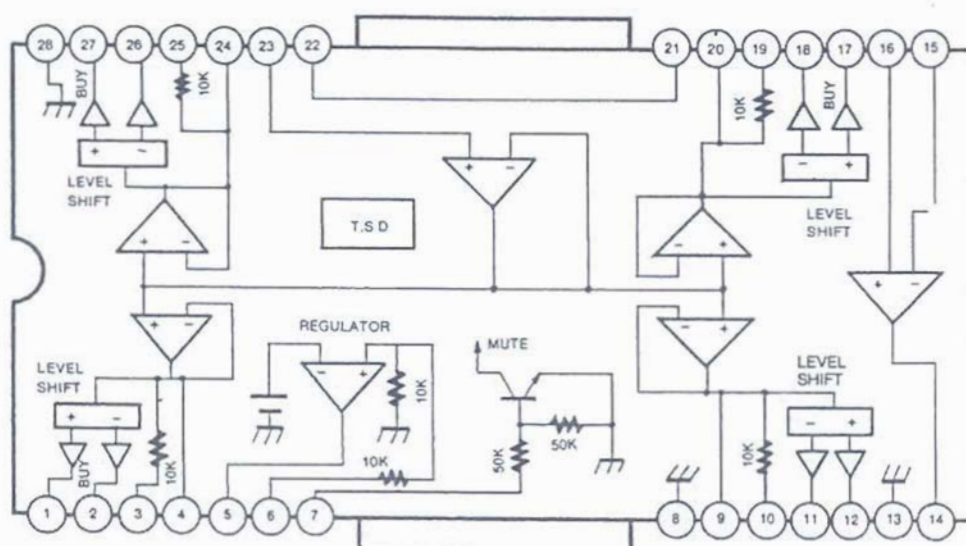 28 27 26 25 24 23 22 21 20 19 18 17 16 15
BUY
10K
10K
BUY
+ -
- +
LEVEL
SHIFT
+ -
LEVEL
SHIFT
T.S.D
+ -
- +
+ -
+ -
REGULATOR
- +
- +
MUTE
LEVEL
SHIFT
LEVEL
SHIFT
10K
+ -
- +
50K
BUY
10K
10K
50K
10K
1 2 3 4 5 6 7 8 9 10 11 12 13 14